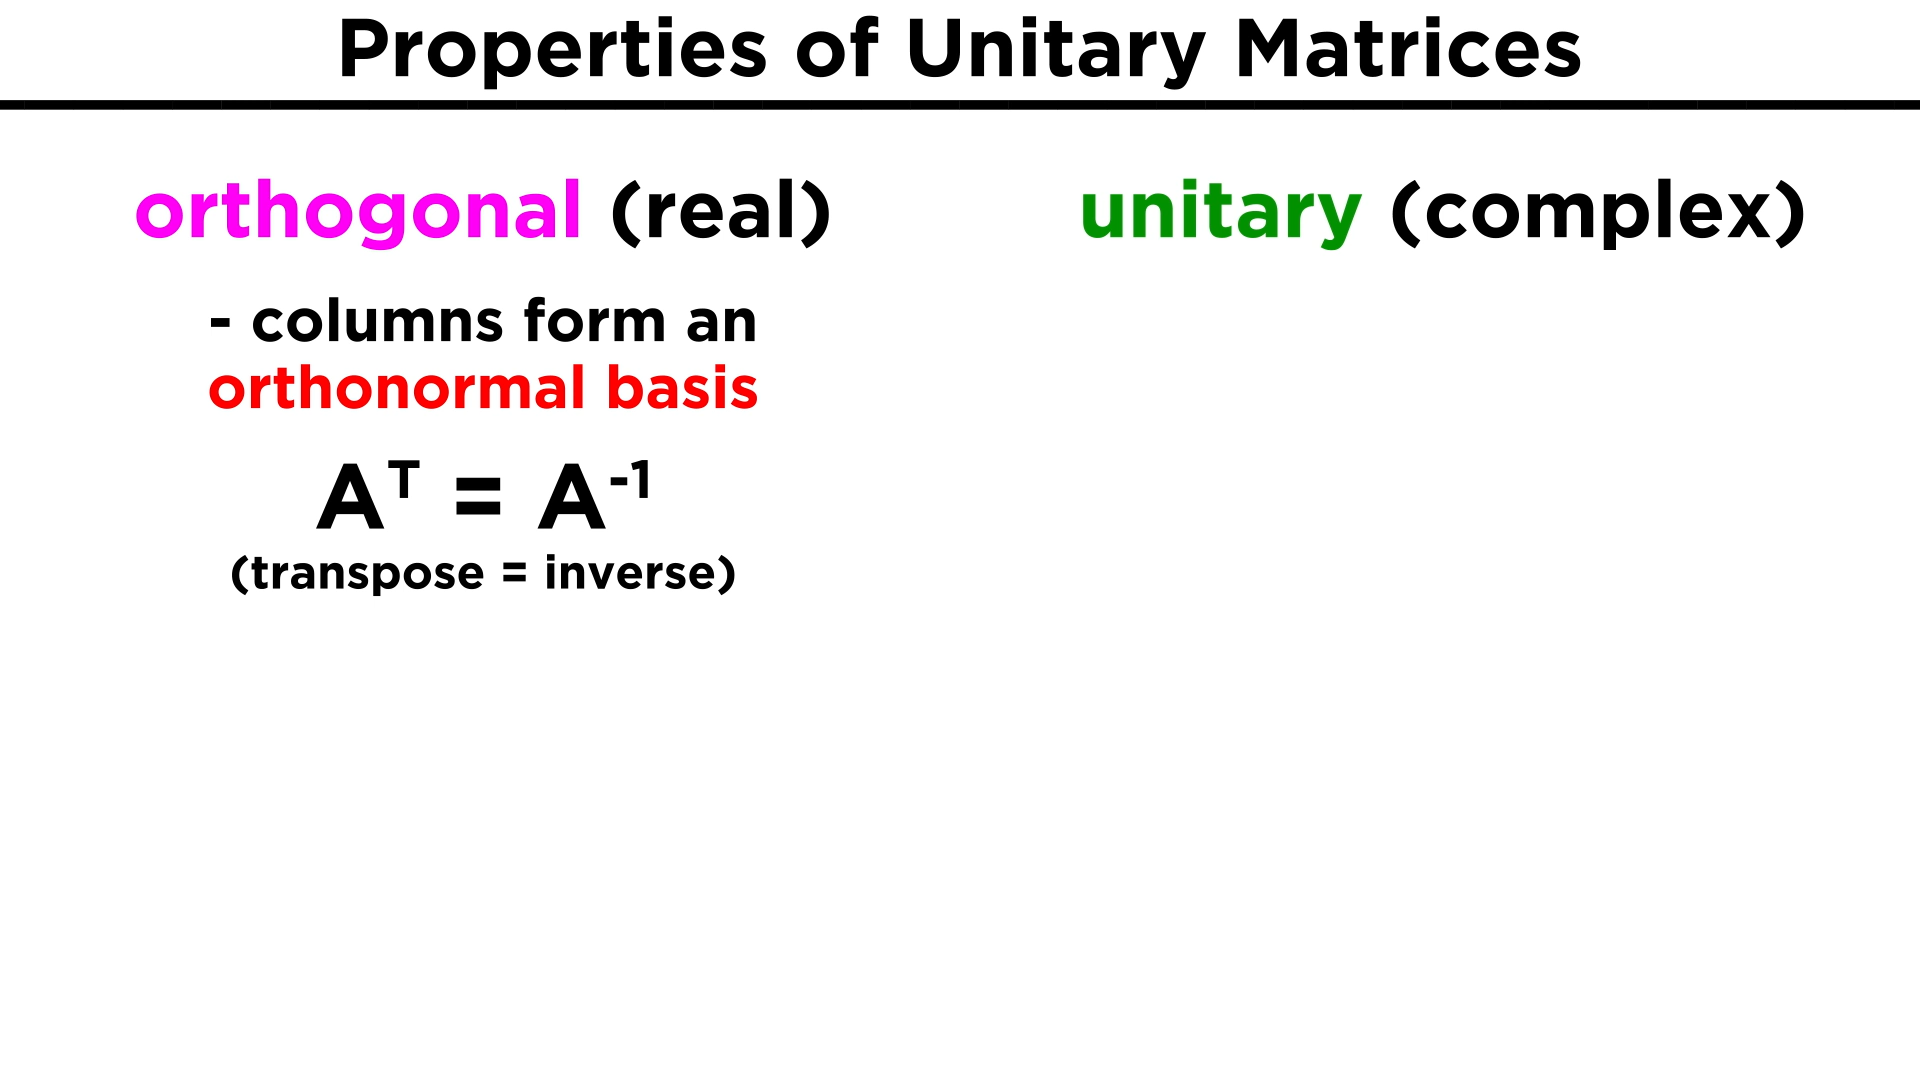 Properties of Unitary Matrices
orthogonal (real)
- columns form an
orthonormal basis
Aᵀ = A⁻¹
(transpose = inverse)
unitary (complex)